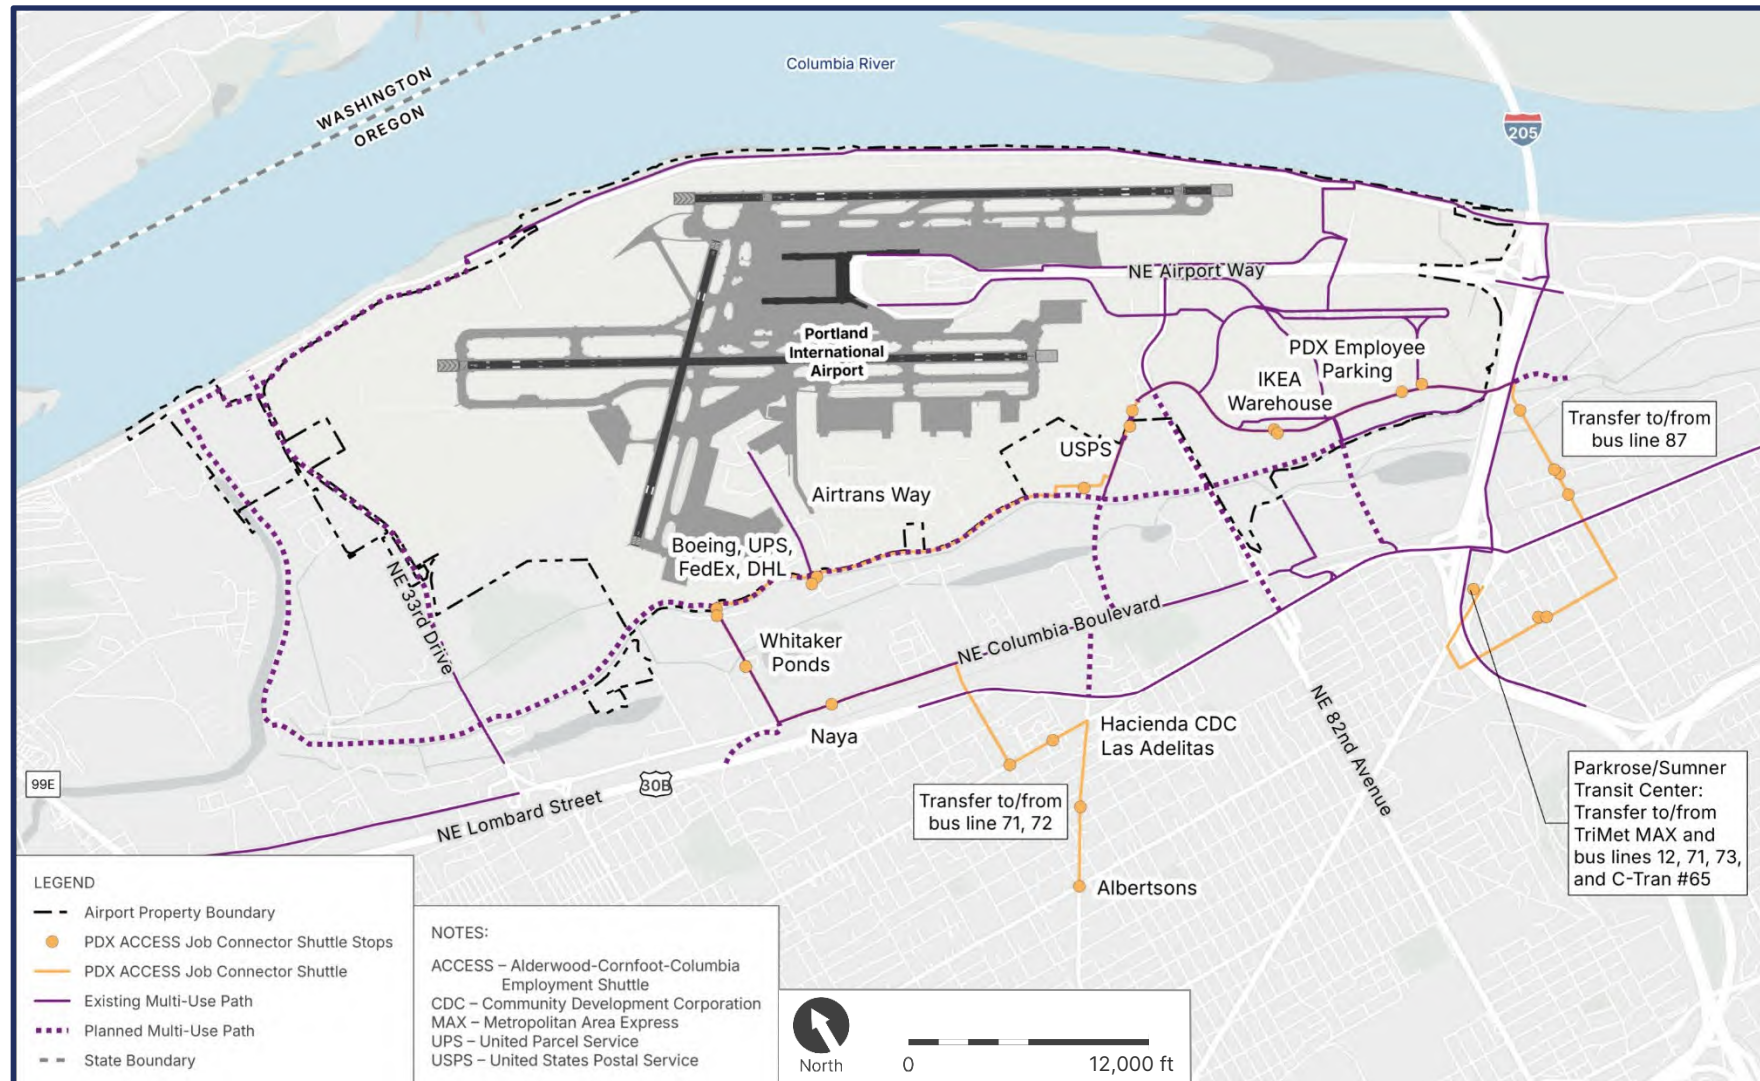 Columbia River
WASHINGTON
OREGON
205
NE Airport Way
Portland
International
Airport
PDX Employee
Parking
IKEA
Warehouse
Transfer to/from
bus line 87
USPS
Airtrans Way
Boeing, UPS,
FedEx, DHL
NE 33rd Drive
Whitaker
Ponds
NE Columbia Boulevard
Naya
Hacienda CDC
Las Adelitas
NE 82nd Avenue
99E
30B
NE Lombard Street
Transfer to/from
bus line 71, 72
Parkrose/Sumner
Transit Center:
Transfer to/from
TriMet MAX and
bus lines 12, 71, 73,
and C-Tran #65
Albertsons
LEGEND
Airport Property Boundary
PDX ACCESS Job Connector Shuttle Stops
PDX ACCESS Job Connector Shuttle
Existing Multi-Use Path
Planned Multi-Use Path
State Boundary
NOTES:
ACCESS – Alderwood-Cornfoot-Columbia
Employment Shuttle
CDC – Community Development Corporation
MAX – Metropolitan Area Express
UPS – United Parcel Service
USPS – United States Postal Service
North
0
12,000 ft